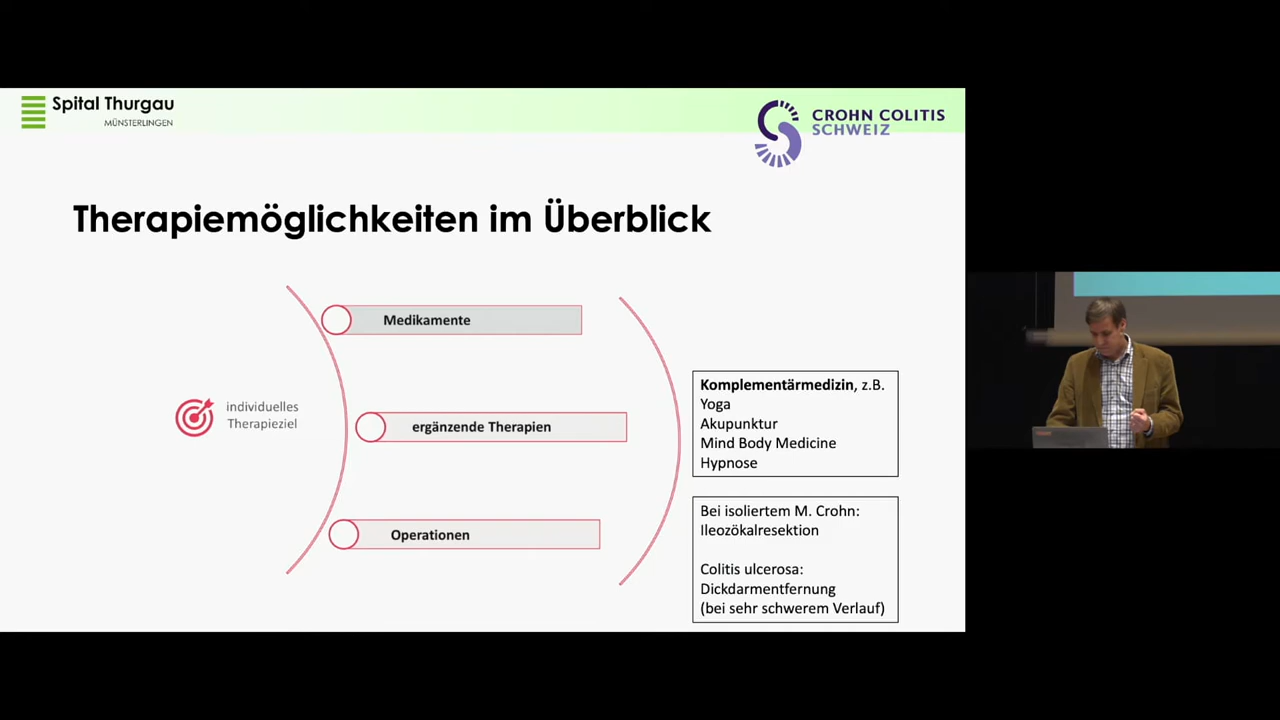 Spital Thurgau
MÜNSTERLINGEN
CROHN COLITIS
SCHWEIZ
Therapiemöglichkeiten im Überblick
Medikamente
individuelles
Therapieziel
ergänzende Therapien
Operationen
Komplementärmedizin, z.B.
Yoga
Akupunktur
Mind Body Medicine
Hypnose
Bei isoliertem M. Crohn:
Ileozökalresektion
Colitis ulcerosa:
Dickdarmentfernung
(bei sehr schwerem Verlauf)